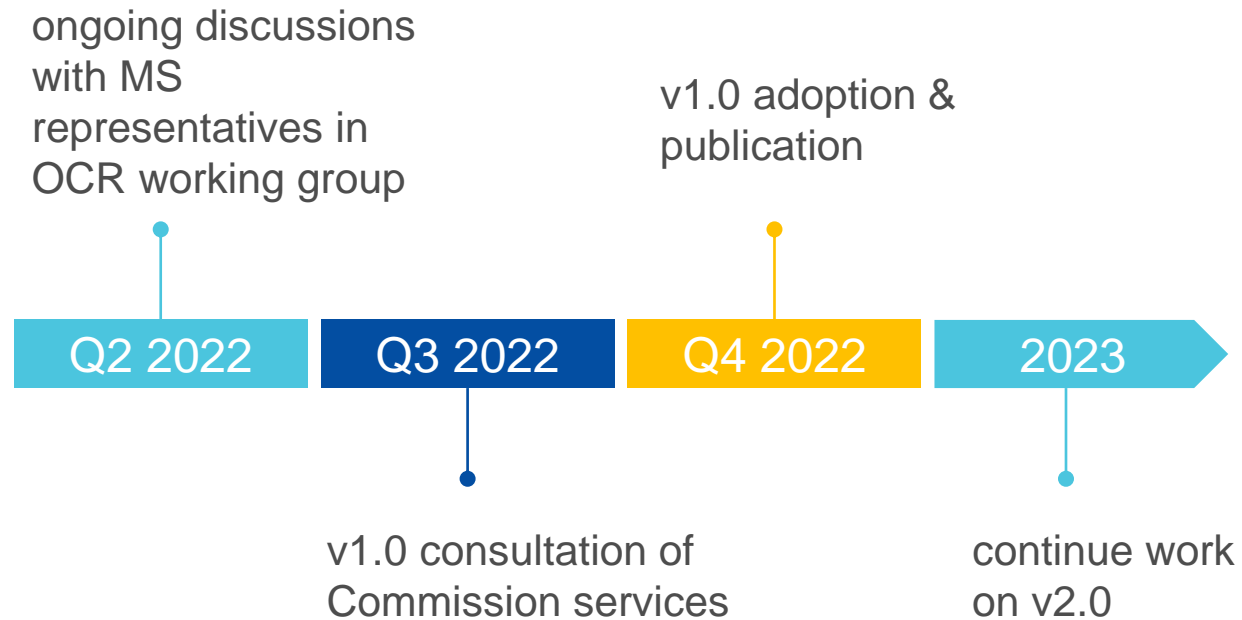 ongoing discussions
with MS
representatives in
OCR working group
v1.0 adoption &
publication
Q2 2022
Q3 2022
Q4 2022
2023
v1.0 consultation of
Commission services
continue work
on v2.0